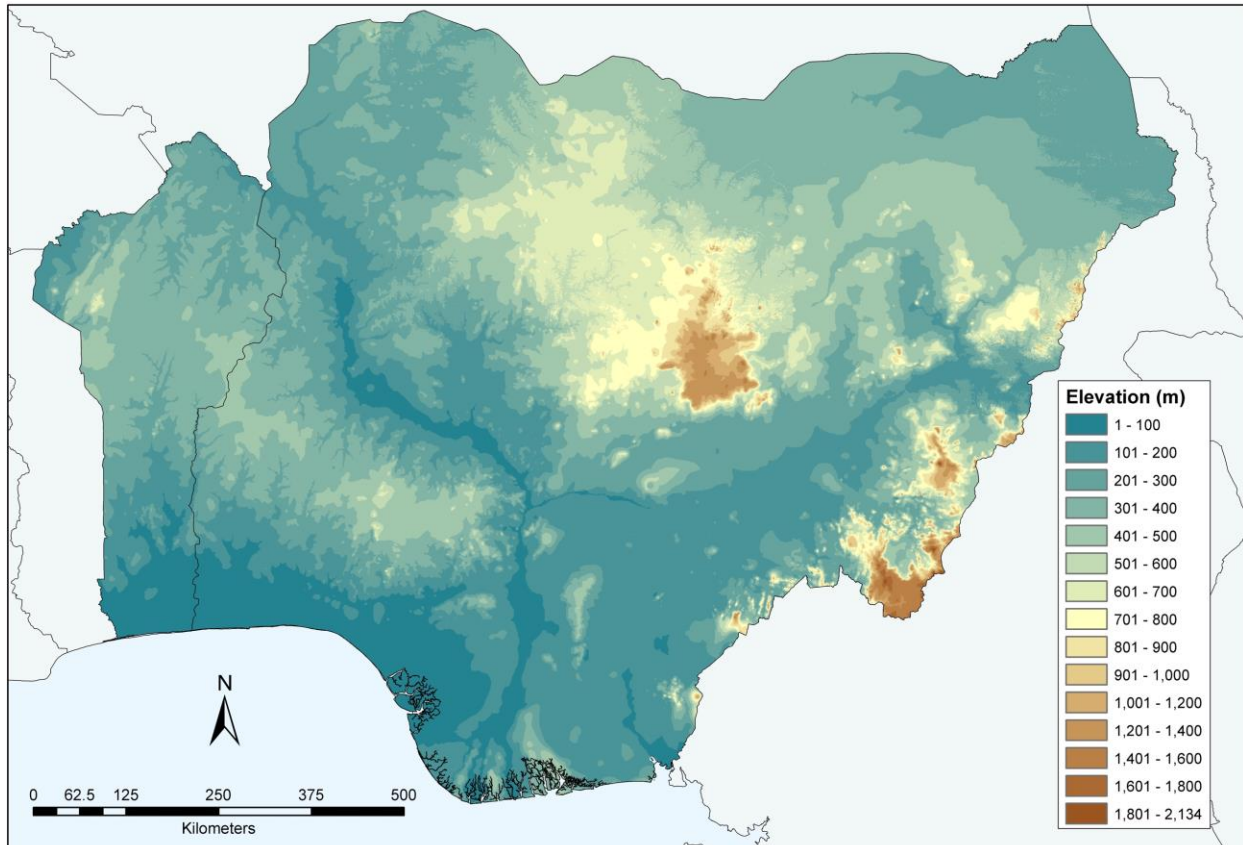 Elevation (m)
1 - 100
101 - 200
201 - 300
301 - 400
401 - 500
501 - 600
601 - 700
701 - 800
801 - 900
901 - 1,000
1,001 - 1,200
1,201 - 1,400
1,401 - 1,600
1,601 - 1,800
1,801 - 2,134
N
0 62.5 125 250 375 500
Kilometers